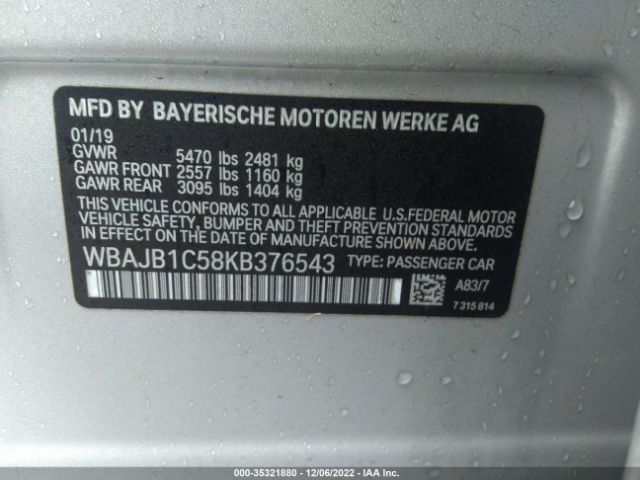 MFD BY BAYERISCHE MOTOREN WERKE AG
01/19
GVWR 5470 lbs 2481 kg
GAWR FRONT 2557 lbs 1160 kg
GAWR REAR 3095 lbs 1404 kg
THIS VEHICLE CONFORMS TO ALL APPLICABLE U.S.FEDERAL MOTOR
VEHICLE SAFETY, BUMPER AND THEFT PREVENTION STANDARDS
IN EFFECT ON THE DATE OF MANUFACTURE SHOWN ABOVE.
WBAJB1C58KB376543 TYPE: PASSENGER CAR
A83/7
7 315 814
000-35321880 - 12/06/2022 - IAA Inc.